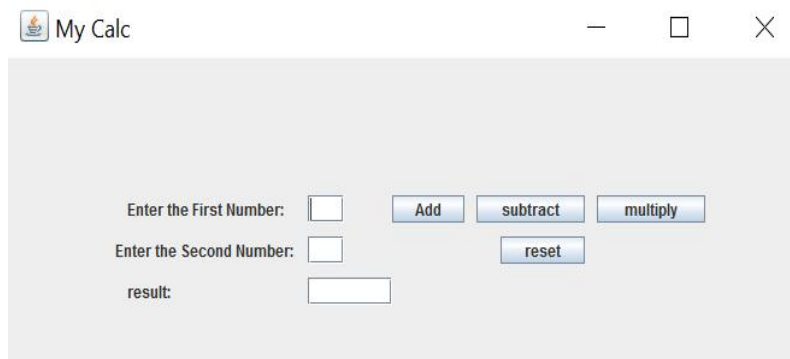 My Calc
Enter the First Number: Add subtract multiply
Enter the Second Number: reset
result: